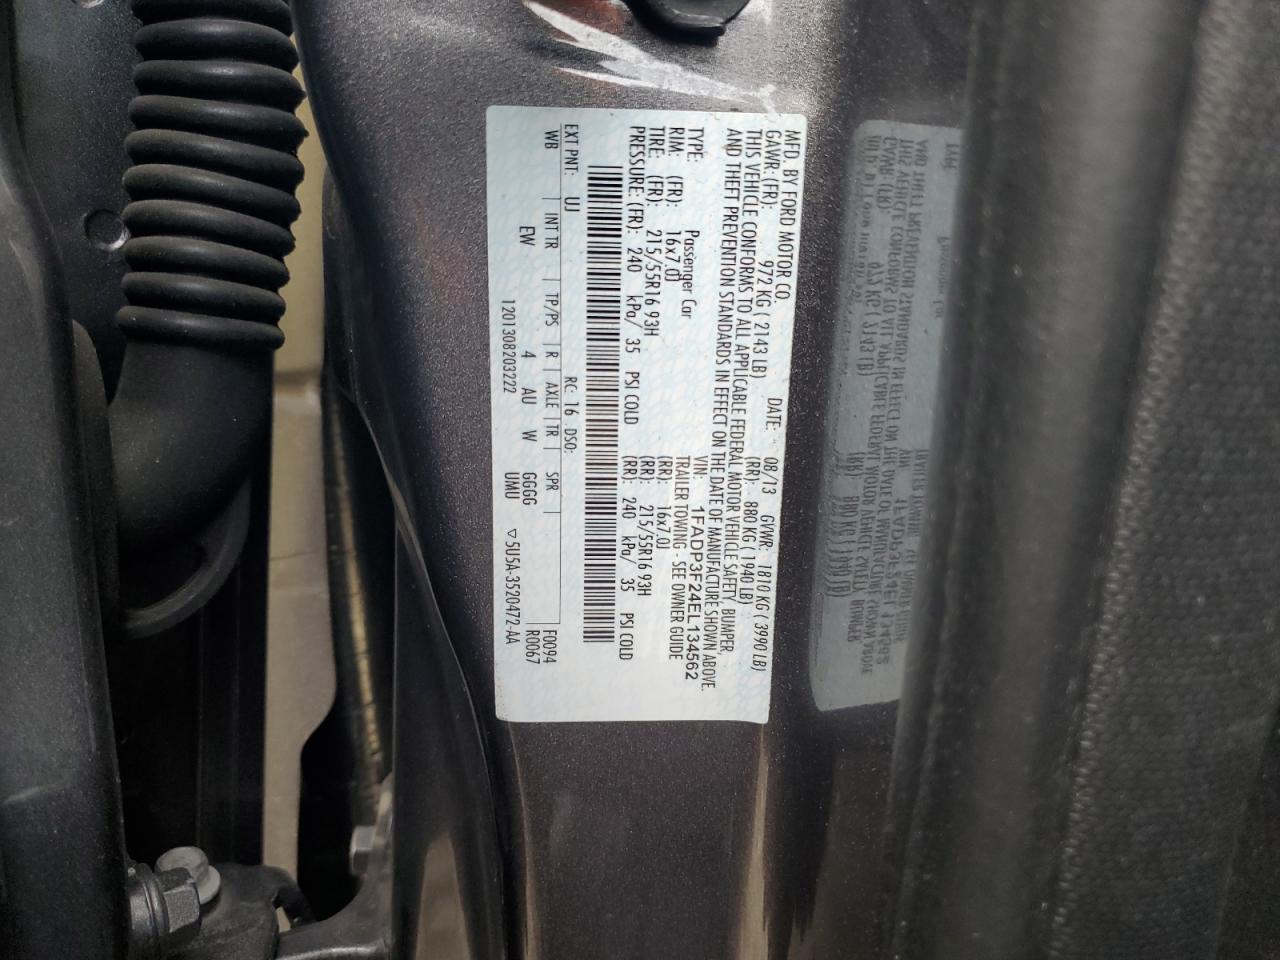 MFD. BY FORD MOTOR CO.
DATE: 08/13 GVWR: 1810 KG ( 3990 LB)
GAWR: (FR): 972 KG ( 2143 LB) (RR): 880 KG ( 1940 LB)
THIS VEHICLE CONFORMS TO ALL APPLICABLE FEDERAL MOTOR VEHICLE SAFETY, BUMPER,
AND THEFT PREVENTION STANDARDS IN EFFECT ON THE DATE OF MANUFACTURE SHOWN ABOVE.
VIN: 1FADP3F24EL134562
TYPE: Passenger Car TRAILER TOWING - SEE OWNER GUIDE
RIM: (FR): 16x7.0J (RR): 16x7.0J
TIRE: (FR): 215/55R16 93H (RR): 215/55R16 93H
PRESSURE: (FR): 240 kPa/ 35 PSI COLD (RR): 240 kPa/ 35 PSI COLD
EXT PNT: UJ RC: 16 DSO: F0094
WB INT TR TP/PS R AXLE TR SPR R0067
EW 4 AU W GGGG
1201308203222 UMU ▽5U5A-3520472-AA